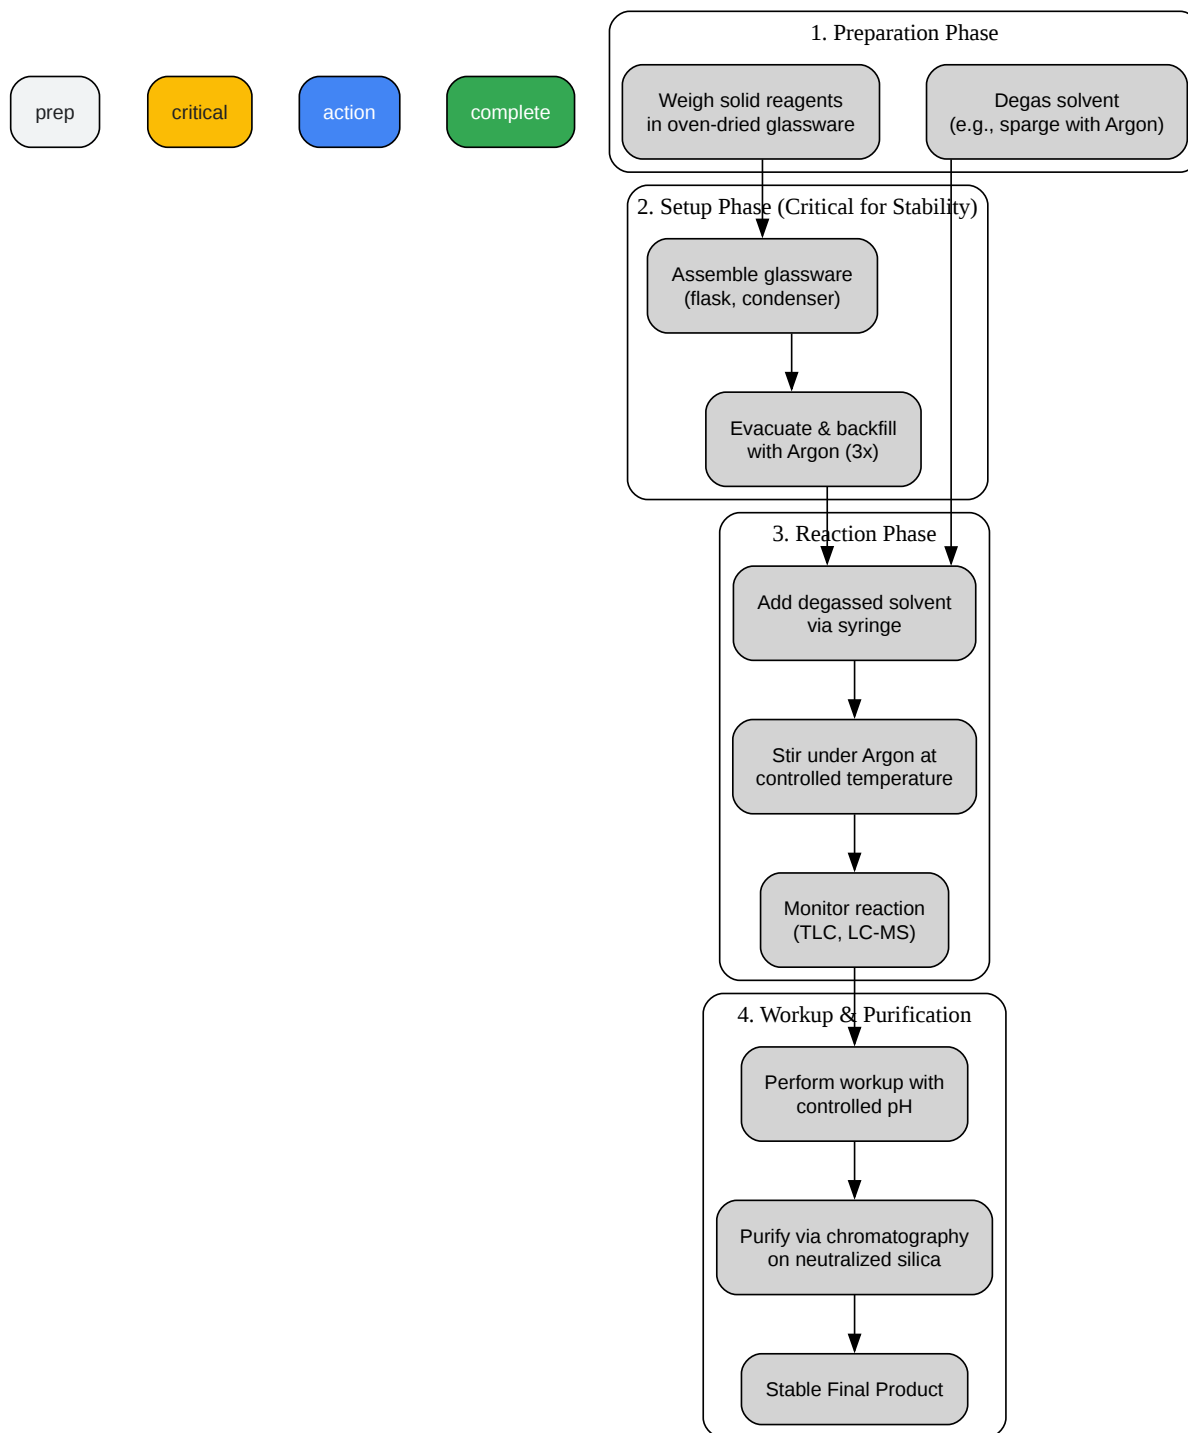 1. Preparation Phase
prep
critical
action
complete
Weigh solid reagents
in oven-dried glassware
Degas solvent
(e.g., sparge with Argon)
2. Setup Phase (Critical for Stability)
Assemble glassware
(flask, condenser)
Evacuate & backfill
with Argon (3x)
3. Reaction Phase
Add degassed solvent
via syringe
Stir under Argon at
controlled temperature
Monitor reaction
(TLC, LC-MS)
4. Workup & Purification
Perform workup with
controlled pH
Purify via chromatography
on neutralized silica
Stable Final Product